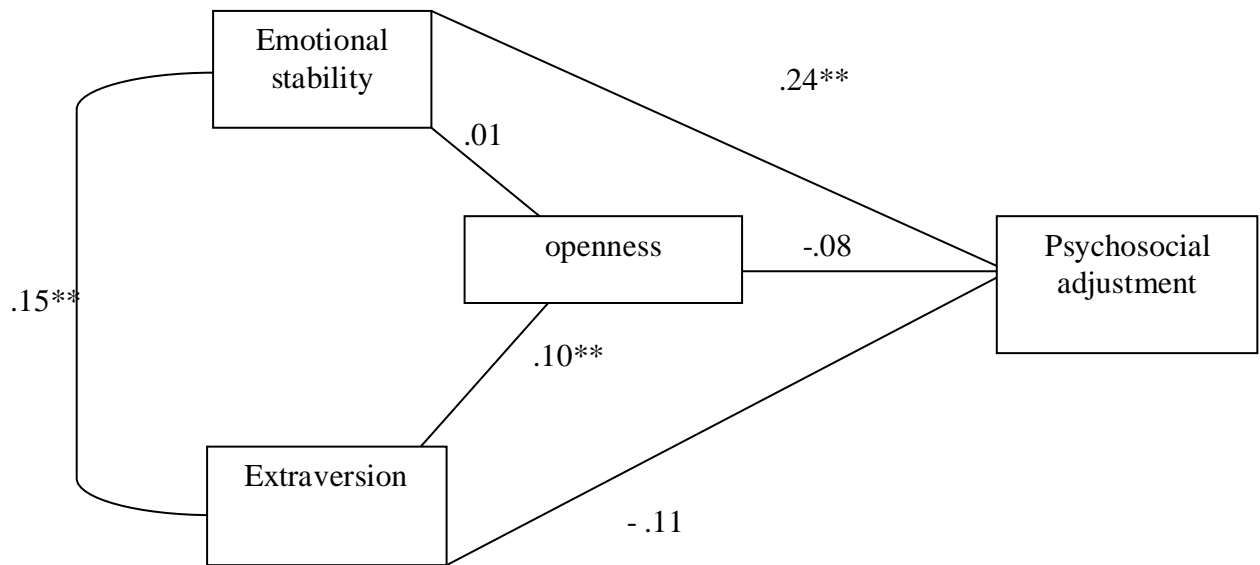 Emotional
stability
.24**
.01
openness
-.08
Psychosocial
adjustment
.15**
.10**
Extraversion
- .11